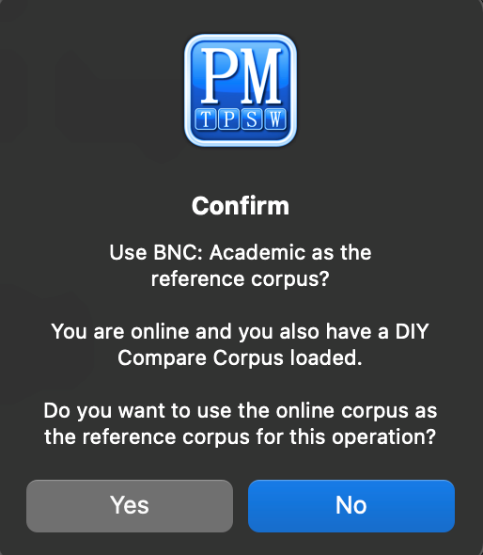 PM
T P S W
Confirm
Use BNC: Academic as the
reference corpus?
You are online and you also have a DIY
Compare Corpus loaded.
Do you want to use the online corpus as
the reference corpus for this operation?
Yes
No